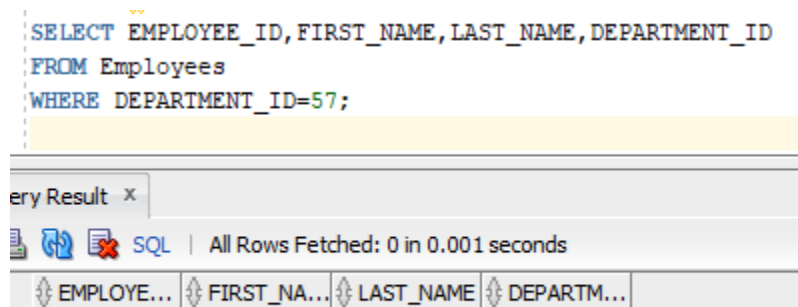 SELECT EMPLOYEE_ID,FIRST_NAME,LAST_NAME,DEPARTMENT_ID
FROM Employees
WHERE DEPARTMENT_ID=57;
ery Result x
SQL | All Rows Fetched: 0 in 0.001 seconds
EMPLOYE... FIRST_NA... LAST_NAME DEPARTM...